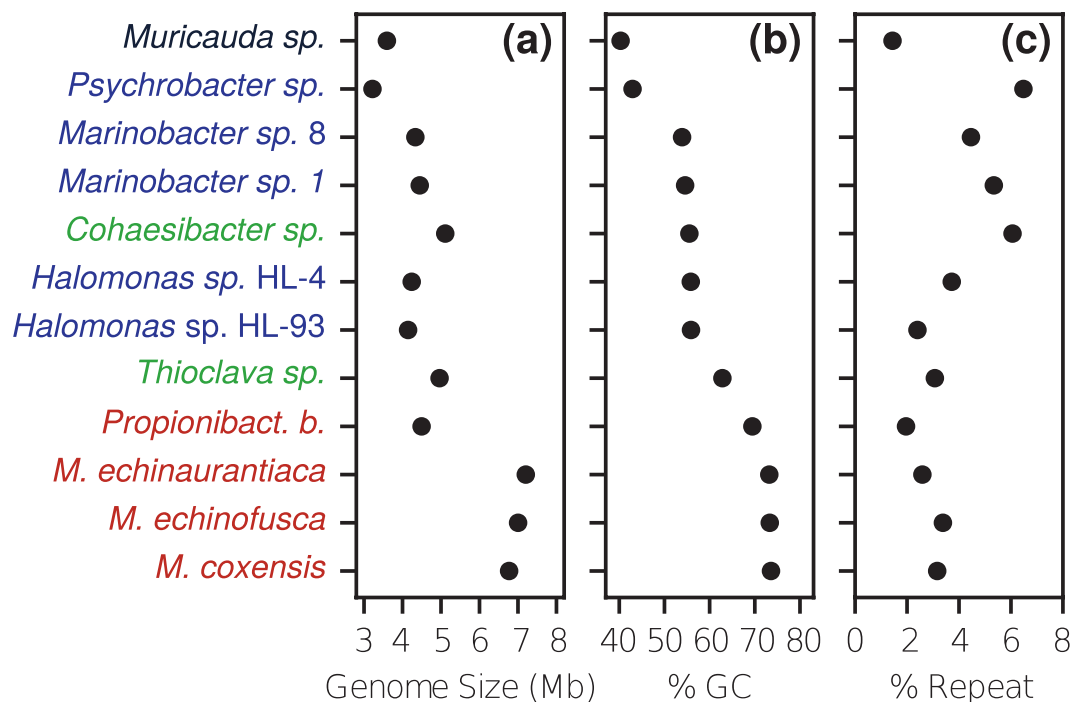 (a) (b) (c)
Muricauda sp.
Psychrobacter sp.
Marinobacter sp. 8
Marinobacter sp. 1
Cohaesibacter sp.
Halomonas sp. HL-4
Halomonas sp. HL-93
Thioclava sp.
Propionibact. b.
M. echinaurantiaca
M. echinofusca
M. coxensis
3 4 5 6 7 8 40 50 60 70 80 0 2 4 6 8
Genome Size (Mb) % GC % Repeat